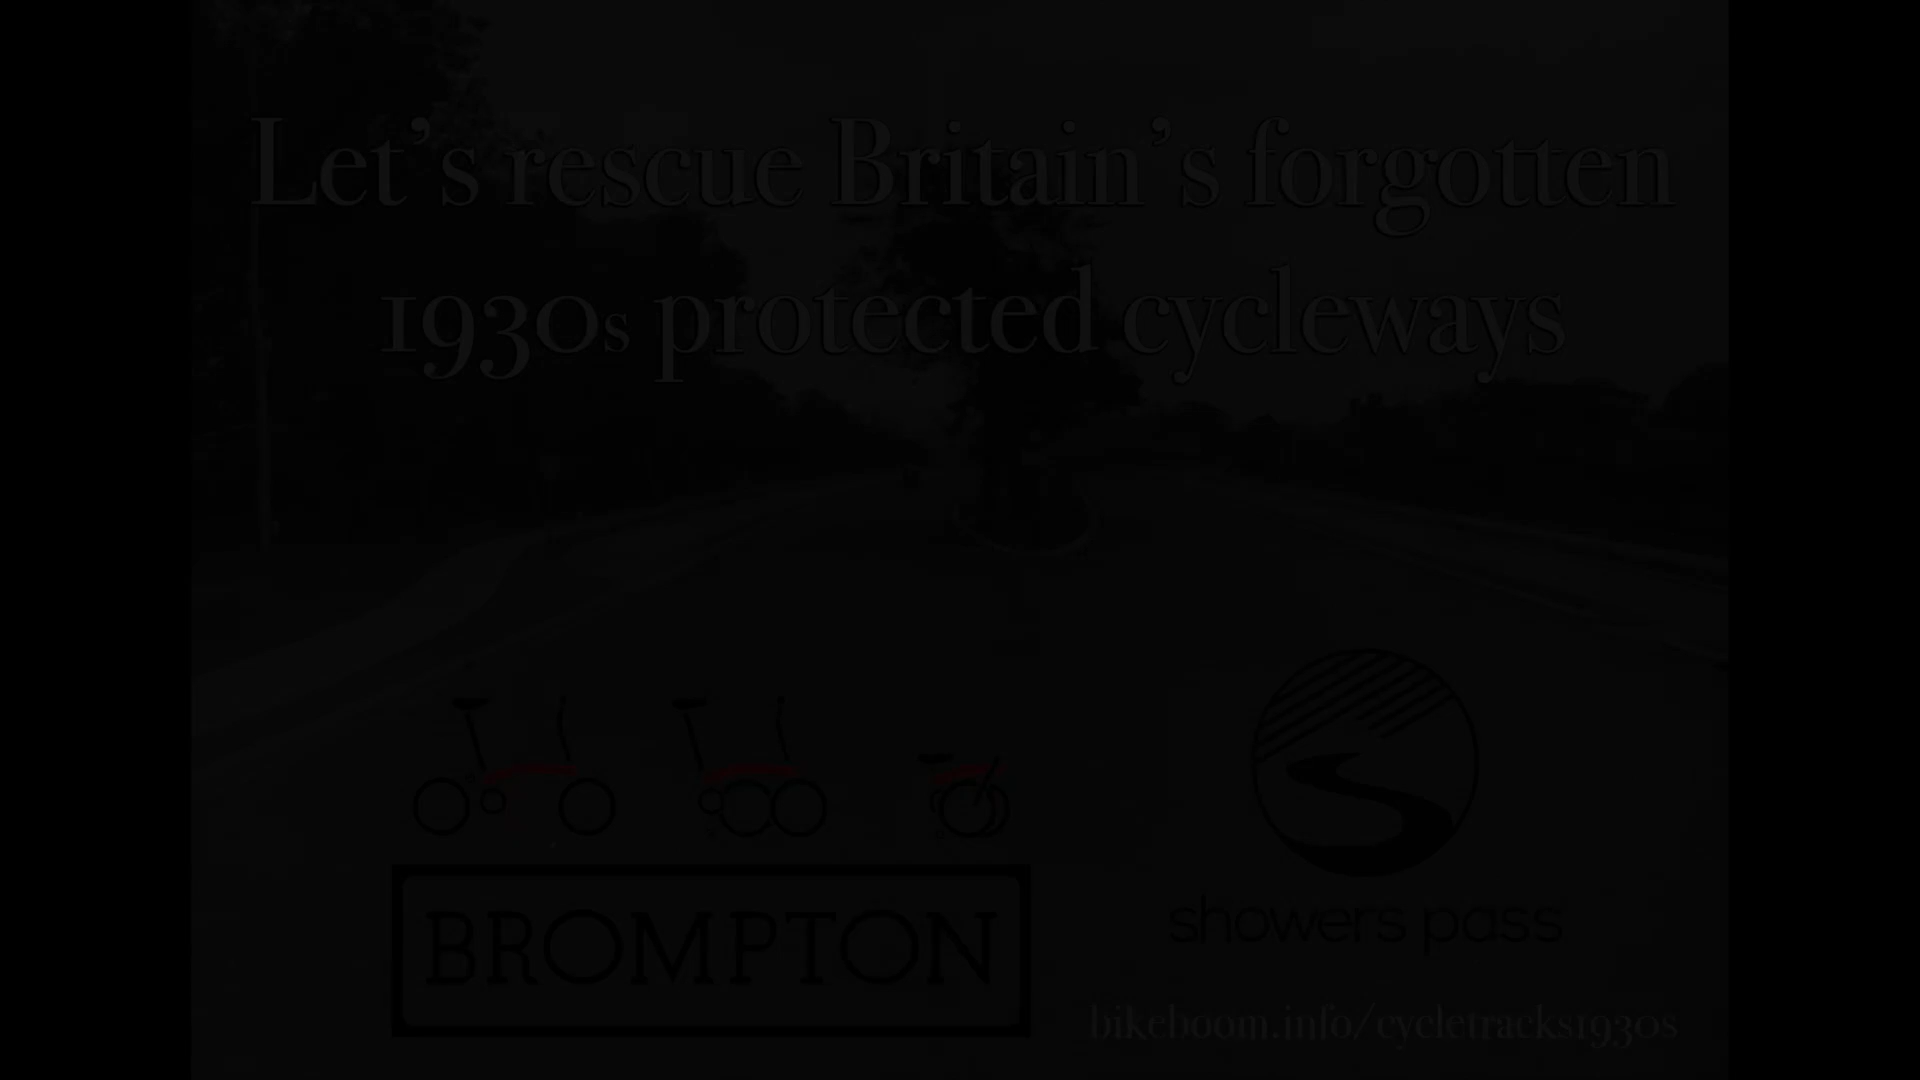 Let’s rescue Britain’s forgotten
1930s protected cycleways
BROMPTON
showers pass
bikeboom.info/cycletracks1930s